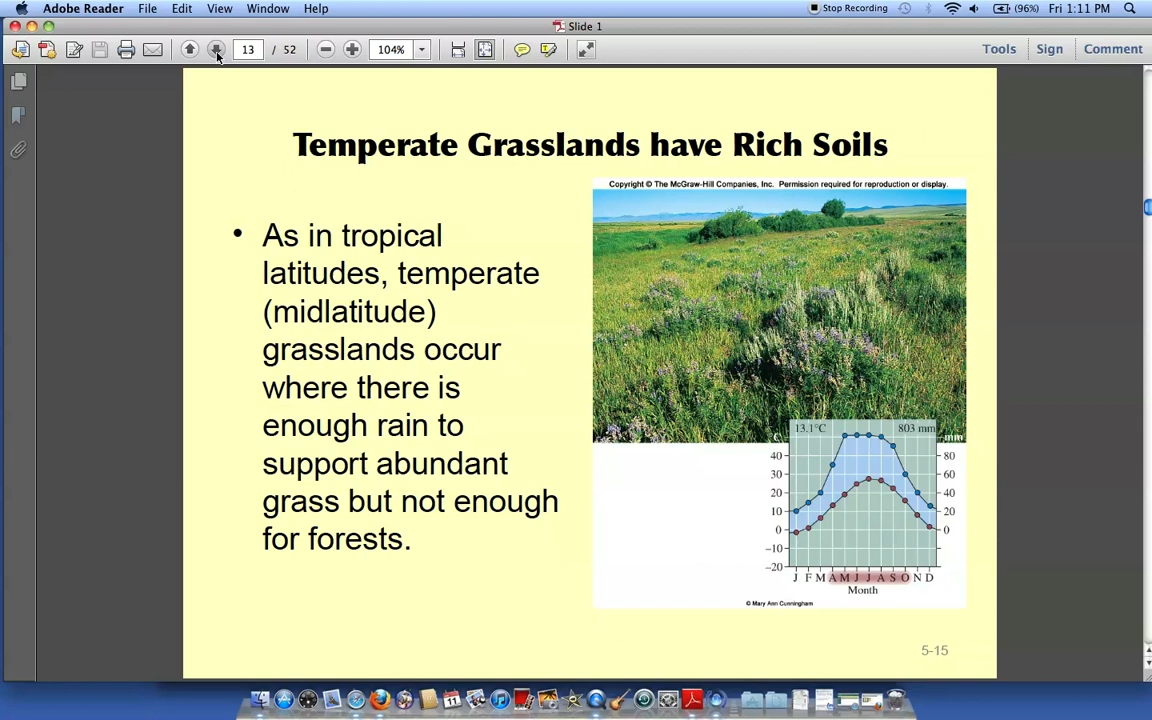 Adobe Reader File Edit View Window Help Stop Recording (96%) Fri 1:11 PM
Slide 1
13 / 52 104% Tools Sign Comment
Temperate Grasslands have Rich Soils
Copyright © The McGraw-Hill Companies, Inc. Permission required for reproduction or display.
• As in tropical
latitudes, temperate
(midlatitude)
grasslands occur
where there is
enough rain to
support abundant
grass but not enough
for forests.
13.1°C 803 mm
°C mm
40 80
30 60
20 40
10 20
0 0
−10
−20
J F M A M J J A S O N D
Month
© Mary Ann Cunningham
5-15